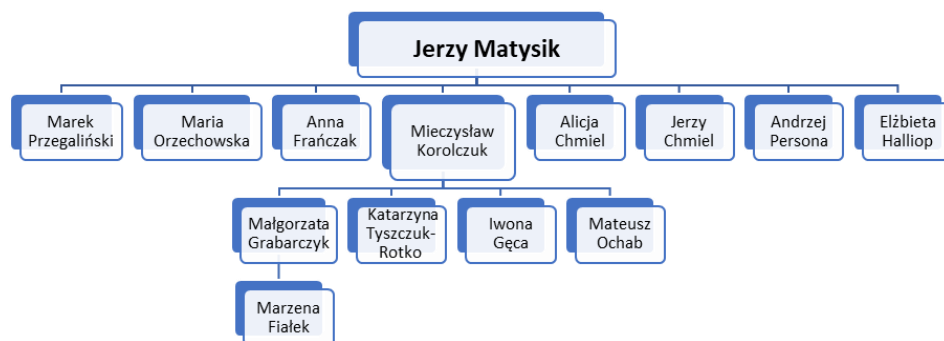 Jerzy Matysik
Marek
Przegaliński
Maria
Orzechowska
Anna
Frańczak
Mieczysław
Korolczuk
Alicja
Chmiel
Jerzy
Chmiel
Andrzej
Persona
Elżbieta
Halliop
Małgorzata
Grabarczyk
Katarzyna
Tyszczuk-
Rotko
Iwona
Gęca
Mateusz
Ochab
Marzena
Fiałek